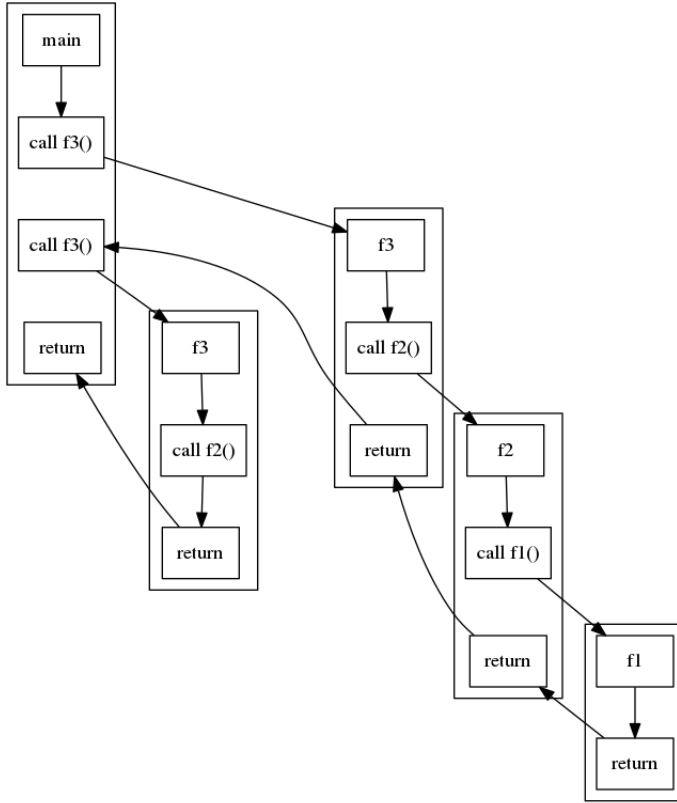 main
call f3()
call f3()
return
f3
call f2()
return
f3
call f2()
return
f2
call f1()
return
f1
return